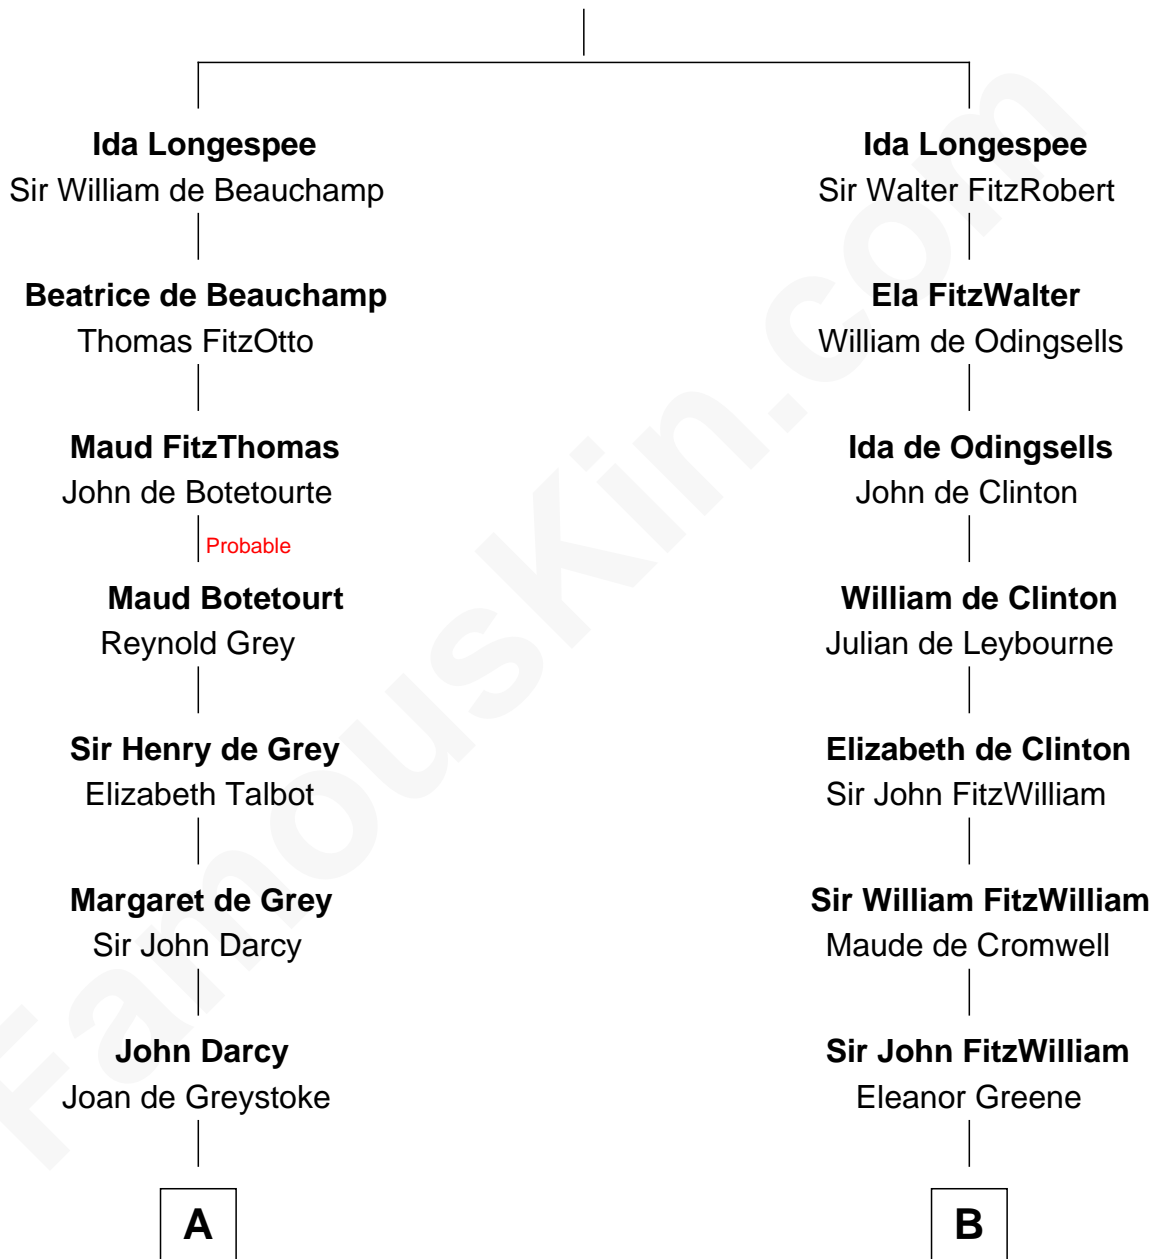 Ida Longespee
Sir William de Beauchamp
Beatrice de Beauchamp
Thomas FitzOtto
Maud FitzThomas
John de Botetourte
Probable
Maud Botetourt
Reynold Grey
Sir Henry de Grey
Elizabeth Talbot
Margaret de Grey
Sir John Darcy
John Darcy
Joan de Greystoke
A
Ida Longespee
Sir Walter FitzRobert
Ela FitzWalter
William de Odingsells
Ida de Odingsells
John de Clinton
William de Clinton
Julian de Leybourne
Elizabeth de Clinton
Sir John FitzWilliam
Sir William FitzWilliam
Maude de Cromwell
Sir John FitzWilliam
Eleanor Greene
B
FamousKin.com